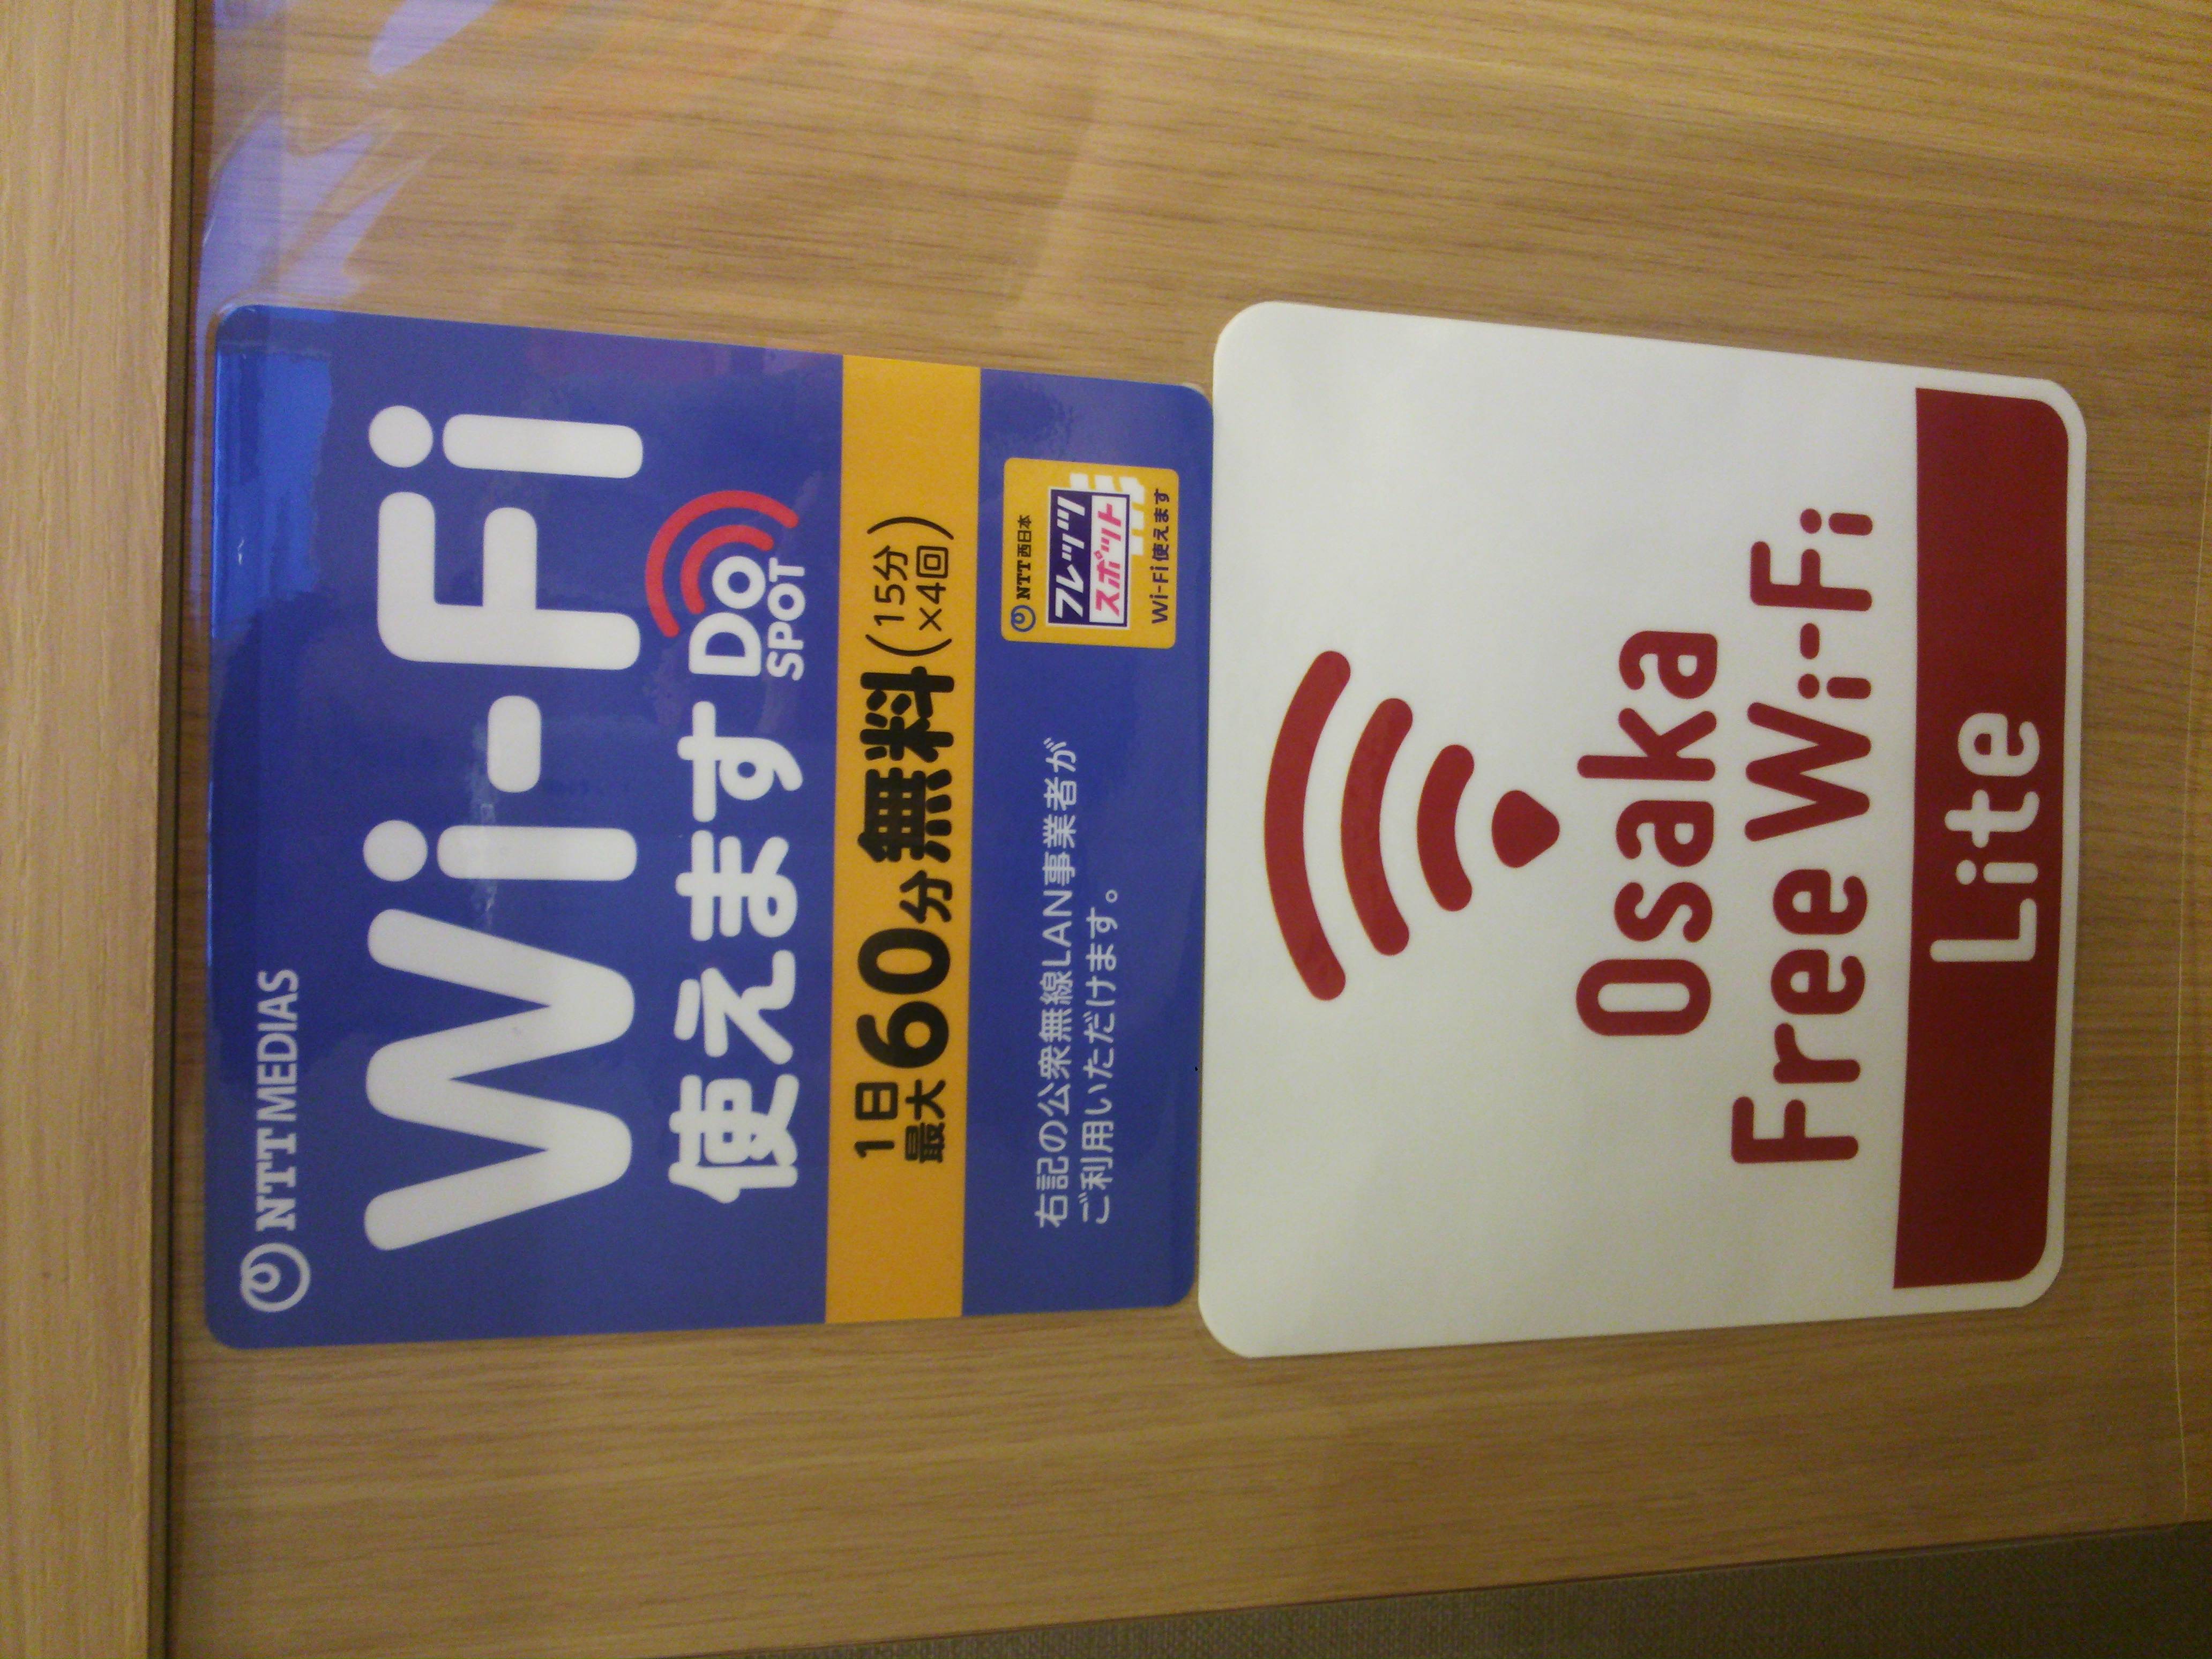 NTT MEDIAS
Wi-Fi
使えます DoSPOT
1日最大60分無料(15分×4回)
右記の公衆無線LAN事業者が
ご利用いただけます。
NTT西日本
フレッツ
スポット
Wi-Fi使えます
Osaka
Free Wi-Fi
Lite